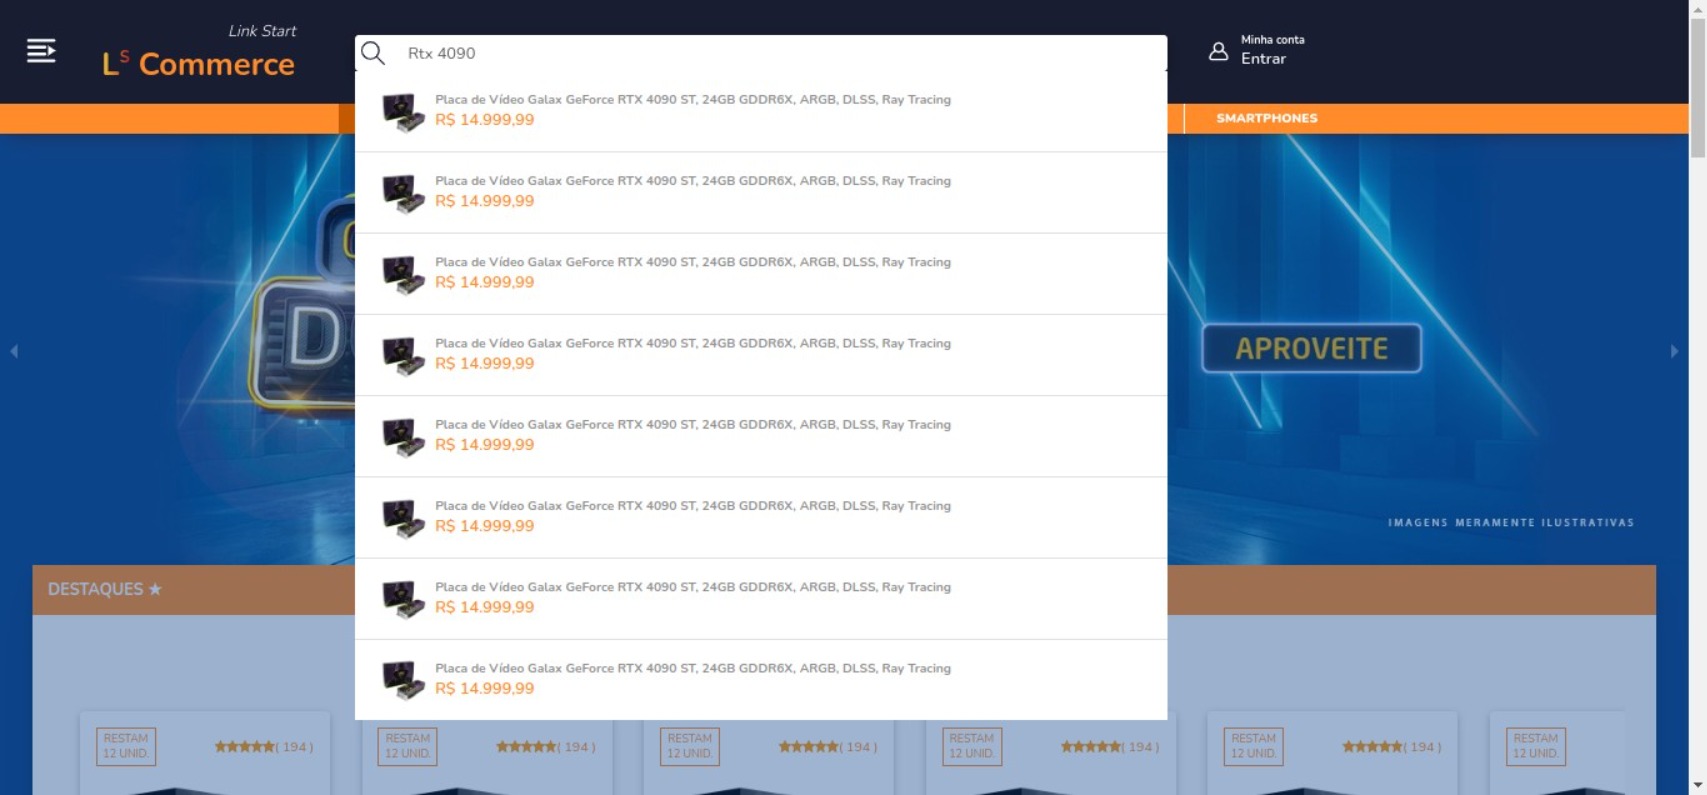 Link Start
LS Commerce
Rtx 4090
Minha conta
Entrar
SMARTPHONES
Placa de Vídeo Galax GeForce RTX 4090 ST, 24GB GDDR6X, ARGB, DLSS, Ray Tracing
R$ 14.999,99
Placa de Vídeo Galax GeForce RTX 4090 ST, 24GB GDDR6X, ARGB, DLSS, Ray Tracing
R$ 14.999,99
Placa de Vídeo Galax GeForce RTX 4090 ST, 24GB GDDR6X, ARGB, DLSS, Ray Tracing
R$ 14.999,99
Placa de Vídeo Galax GeForce RTX 4090 ST, 24GB GDDR6X, ARGB, DLSS, Ray Tracing
R$ 14.999,99
Placa de Vídeo Galax GeForce RTX 4090 ST, 24GB GDDR6X, ARGB, DLSS, Ray Tracing
R$ 14.999,99
Placa de Vídeo Galax GeForce RTX 4090 ST, 24GB GDDR6X, ARGB, DLSS, Ray Tracing
R$ 14.999,99
Placa de Vídeo Galax GeForce RTX 4090 ST, 24GB GDDR6X, ARGB, DLSS, Ray Tracing
R$ 14.999,99
Placa de Vídeo Galax GeForce RTX 4090 ST, 24GB GDDR6X, ARGB, DLSS, Ray Tracing
R$ 14.999,99
APROVEITE
IMAGENS MERAMENTE ILUSTRATIVAS
DESTAQUES ★
RESTAM
12 UNID.
★★★★★( 194 )
RESTAM
12 UNID.
★★★★★( 194 )
RESTAM
12 UNID.
★★★★★( 194 )
RESTAM
12 UNID.
★★★★★( 194 )
RESTAM
12 UNID.
★★★★★( 194 )
RESTAM
12 UNID.